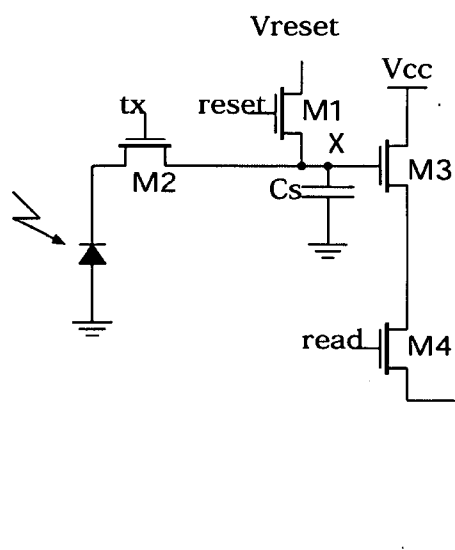 Vreset
Vcc
tx
reset
M1
X
M3
M2
Cs
read
M4